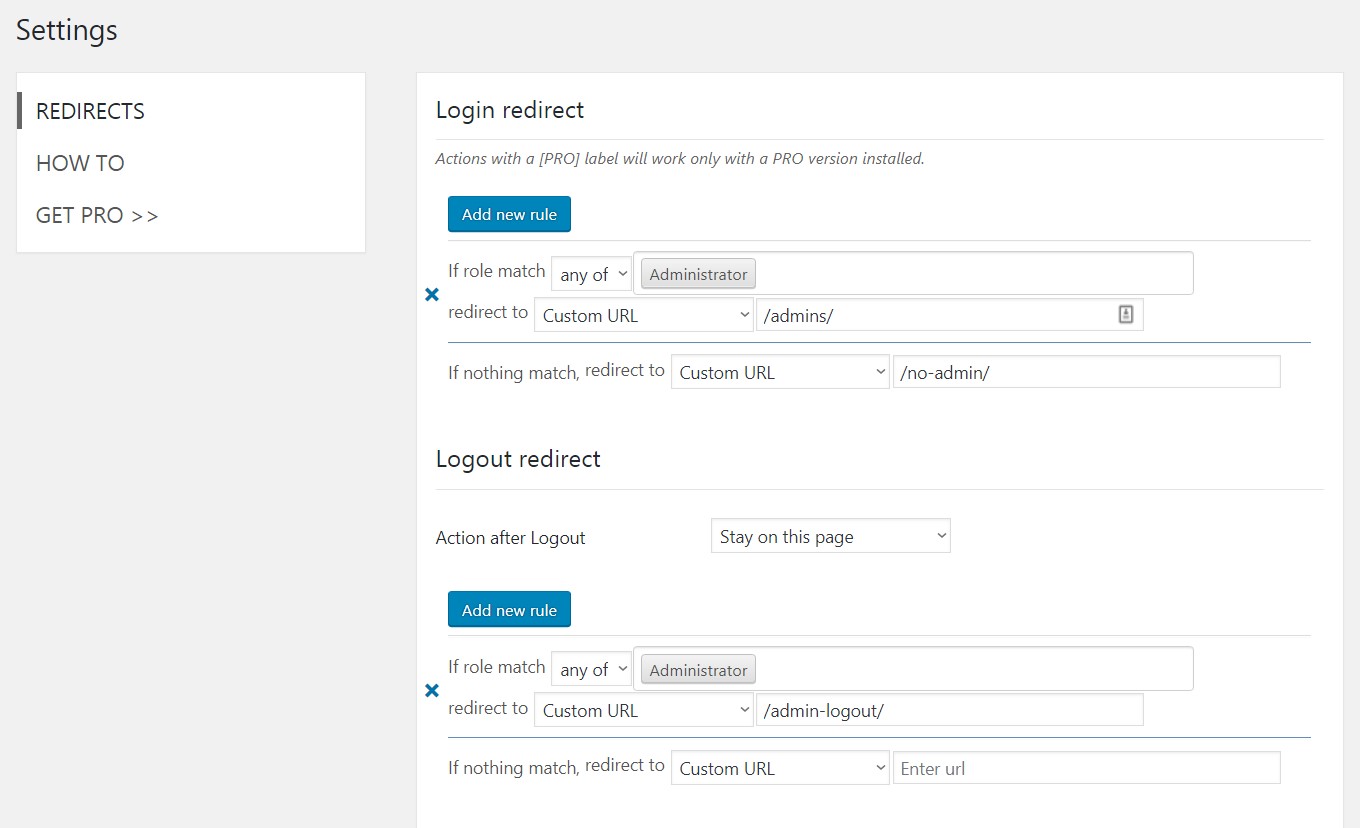 Settings
REDIRECTS
HOW TO
GET PRO >>
Login redirect
Actions with a [PRO] label will work only with a PRO version installed.
Add new rule
If role match any of Administrator
redirect to Custom URL /admins/
If nothing match, redirect to Custom URL /no-admin/
Logout redirect
Action after Logout Stay on this page
Add new rule
If role match any of Administrator
redirect to Custom URL /admin-logout/
If nothing match, redirect to Custom URL Enter url